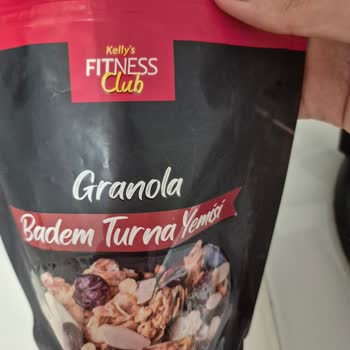 Kelly's
FITNESS
Club
Granola
Badem Turna Yemişi